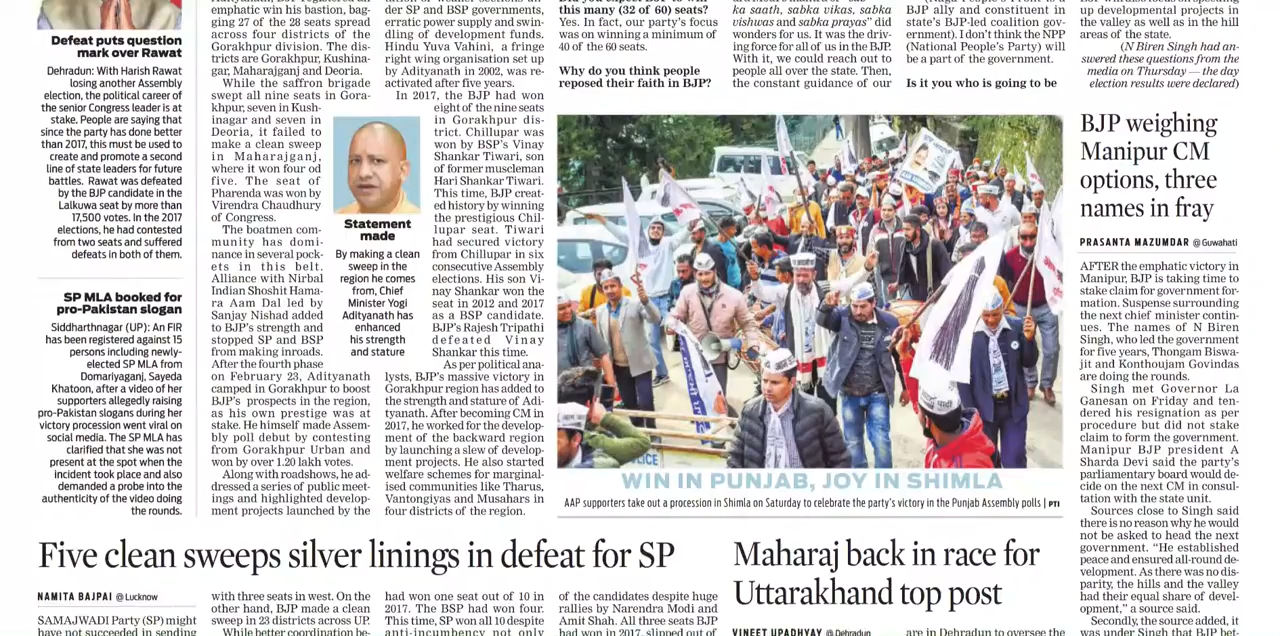 Defeat puts question
mark over Rawat
Dehradun: With Harish Rawat
losing another Assembly
election, the political career of
the senior Congress leader is at
stake. People are saying that
since the party has done better
than 2017, this must be used to
create and promote a second
line of state leaders for future
battles. Rawat was defeated
by the BJP candidate in the
Lalkuwa seat by more than
17,500 votes. In the 2017
elections, he had contested
from two seats and suffered
defeats in both of them.
SP MLA booked for
pro-Pakistan slogan
Siddharthnagar (UP): An FIR
has been registered against 15
persons including newly-
elected SP MLA from
Domariyaganj, Sayeda
Khatoon, after a video of her
supporters allegedly raising
pro-Pakistan slogans during her
victory procession went viral on
social media. The SP MLA has
clarified that she was not
present at the spot when the
incident took place and also
demanded a probe into the
authenticity of the video doing
the rounds.
emphatic win his bastion, bag-
ging 27 of the 28 seats spread
across four districts of the
Gorakhpur division. The dis-
tricts are Gorakhpur, Kushina-
gar, Maharajganj and Deoria.
While the saffron brigade
swept all nine seats in Gora-
khpur, seven in Kush-
inagar and seven in
Deoria, it failed to
make a clean sweep
in Maharajganj,
where it won four od
five. The seat of
Pharenda was won by
Virendra Chaudhury
of Congress.
The boatmen com-
munity has domi-
nance in several pock-
ets in this belt.
Alliance with Nirbal
Indian Shoshit Hama-
ra Aam Dal led by
Sanjay Nishad added
to BJP's strength and
stopped SP and BSP
from making inroads.
After the fourth phase
on February 23, Adityanath
camped in Gorakhpur to boost
BJP's prospects in the region,
as his own prestige was at
stake. He himself made Assem-
bly poll debut by contesting
from Gorakhpur Urban and
won by over 1.20 lakh votes.
Along with roadshows, he ad-
dressed a series of public meet-
ings and highlighted develop-
ment projects launched by the
Statement
made
By making a clean
sweep in the
region he comes
from, Chief
Minister Yogi
Adityanath has
enhanced
his strength
and stature
der SP and BSP governments,
erratic power supply and swin-
dling of development funds.
Hindu Yuva Vahini, a fringe
right wing organisation set up
by Adityanath in 2002, was re-
activated after five years.
In 2017, the BJP had won
eight of the nine seats
in Gorakhpur dis-
trict. Chillupar was
won by BSP's Vinay
Shankar Tiwari, son
of former muscleman
Hari Shankar Tiwari.
This time, BJP creat-
ed history by winning
the prestigious Chil-
lupar seat. Tiwari
had secured victory
from Chillupar in six
consecutive Assembly
elections. His son Vi-
nay Shankar won the
seat in 2012 and 2017
as a BSP candidate.
BJP's Rajesh Tripathi
defeated Vinay
Shankar this time.
As per political ana-
lysts, BJP's massive victory in
Gorakhpur region has added to
the strength and stature of Adi-
tyanath. After becoming CM in
2017, he worked for the develop-
ment of the backward region
by launching a slew of develop-
ment projects. He also started
welfare schemes for marginal-
ised communities like Tharus,
Vantongiyas and Musahars in
four districts of the region.
this many (32 of 60) seats?
Yes. In fact, our party's focus
was on winning a minimum of
40 of the 60 seats.
Why do you think people
reposed their faith in BJP?
ka saath, sabka vikas, sabka
vishwas and sabka prayas" did
wonders for us. It was the driv-
ing force for all of us in the BJP.
With it, we could reach out to
people all over the state. Then,
the constant guidance of our
BJP ally and constituent in
state's BJP-led coalition gov-
ernment). I don't think the NPP
(National People's Party) will
be a part of the government.
Is it you who is going to be
up developmental projects in
the valley as well as in the hill
areas of the state.
(N Biren Singh had an-
swered these questions from the
media on Thursday — the day
election results were declared)
POLICE
WIN IN PUNJAB, JOY IN SHIMLA
AAP supporters take out a procession in Shimla on Saturday to celebrate the party's victory in the Punjab Assembly polls | PTI
BJP weighing
Manipur CM
options, three
names in fray
PRASANTA MAZUMDAR @ Guwahati
AFTER the emphatic victory in
Manipur, BJP is taking time to
stake claim for government for-
mation. Suspense surrounding
the next chief minister contin-
ues. The names of N Biren
Singh, who led the government
for five years, Thongam Biswa-
jit and Konthoujam Govindas
are doing the rounds.
Singh met Governor La
Ganesan on Friday and ten-
dered his resignation as per
procedure but did not stake
claim to form the government.
Manipur BJP president A
Sharda Devi said the party's
parliamentary board would de-
cide on the next CM in consul-
tation with the state unit.
Sources close to Singh said
there is no reason why he would
not be asked to head the next
government. "He established
peace and ensured all-round de-
velopment. As there was no dis-
parity, the hills and the valley
had their equal share of devel-
opment," a source said.
Secondly, the source added, it
was under Singh that BJP bet-
Five clean sweeps silver linings in defeat for SP
NAMITA BAJPAI @ Lucknow
SAMAJWADI Party (SP) might
have not succeeded in sending
with three seats in west. On the
other hand, BJP made a clean
sweep in 23 districts across UP.
While better coordination be-
had won one seat out of 10 in
2017. The BSP had won four.
This time, SP won all 10 despite
anti-incumbency not only
of the candidates despite huge
rallies by Narendra Modi and
Amit Shah. All three seats BJP
had won in 2017, slipped out of
Maharaj back in race for
Uttarakhand top post
VINEET UPADHYAY @ Dehradun
are in Dehradun to oversee the